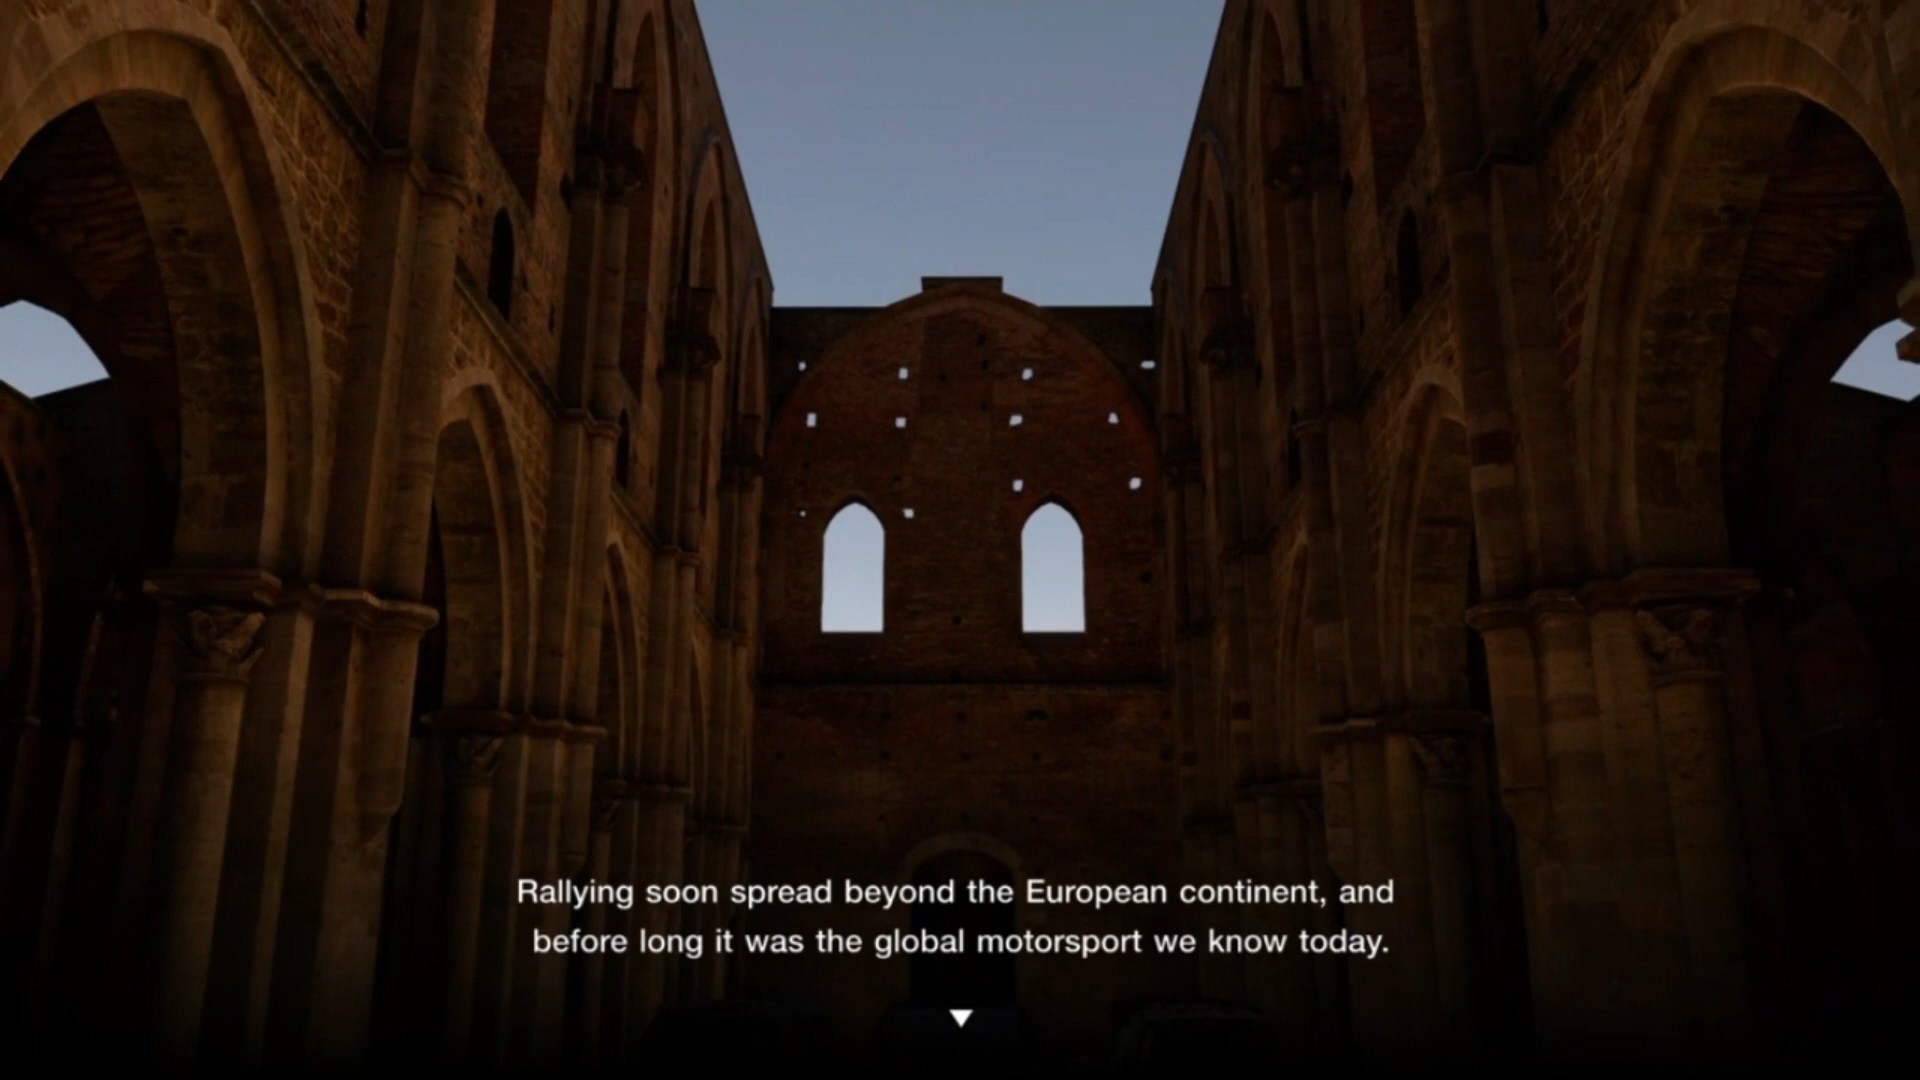 Rallying soon spread beyond the European continent, and
before long it was the global motorsport we know today.